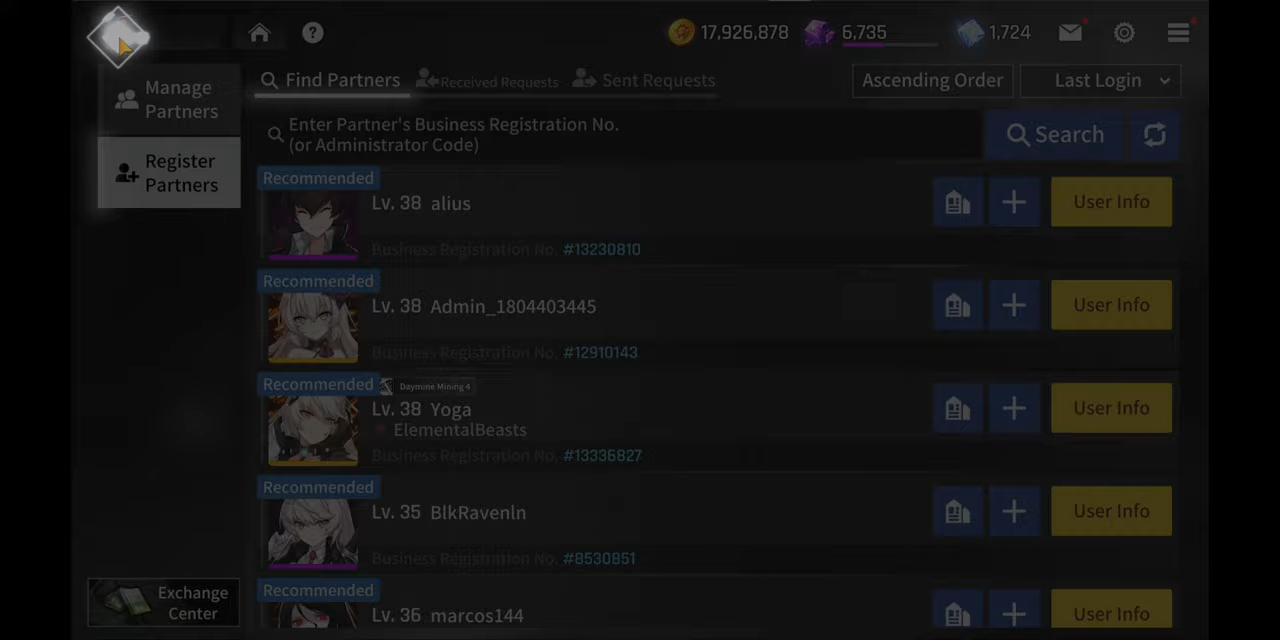 17,926,878
6,735
1,724
Manage
Partners
Register
Partners
Find Partners
Received Requests
Sent Requests
Ascending Order
Last Login
Enter Partner's Business Registration No.
(or Administrator Code)
Search
Recommended
Lv. 38 alius
Business Registration No. #13230810
User Info
Recommended
Lv. 38 Admin_1804403445
Business Registration No. #12910143
User Info
Recommended
Daymine Mining 4
Lv. 38 Yoga
ElementalBeasts
Business Registration No. #13336827
User Info
Recommended
Lv. 35 BlkRavenln
Business Registration No. #8530851
User Info
Recommended
Lv. 36 marcos144
User Info
Exchange
Center